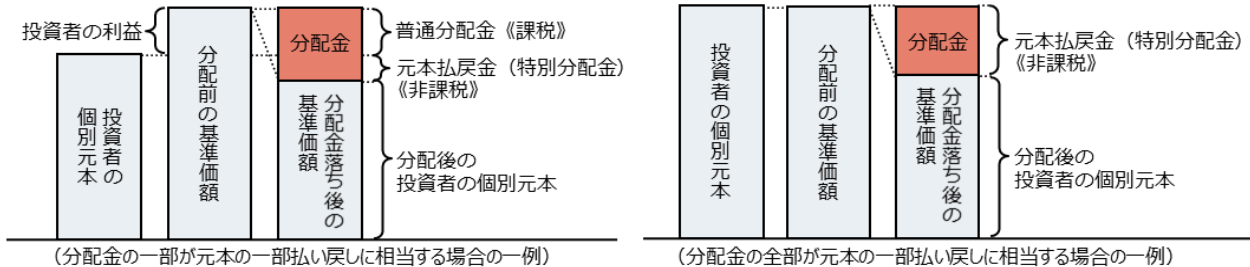 投資者の利益
投資者の
個別元本
分配前の基準価額
分配金
分配金落ち後の
基準価額
普通分配金《課税》
元本払戻金（特別分配金）
《非課税》
分配後の
投資者の個別元本
（分配金の一部が元本の一部払い戻しに相当する場合の一例）
投資者の個別元本
分配前の基準価額
分配金
分配金落ち後の
基準価額
元本払戻金（特別分配金）
《非課税》
分配後の
投資者の個別元本
（分配金の全部が元本の一部払い戻しに相当する場合の一例）